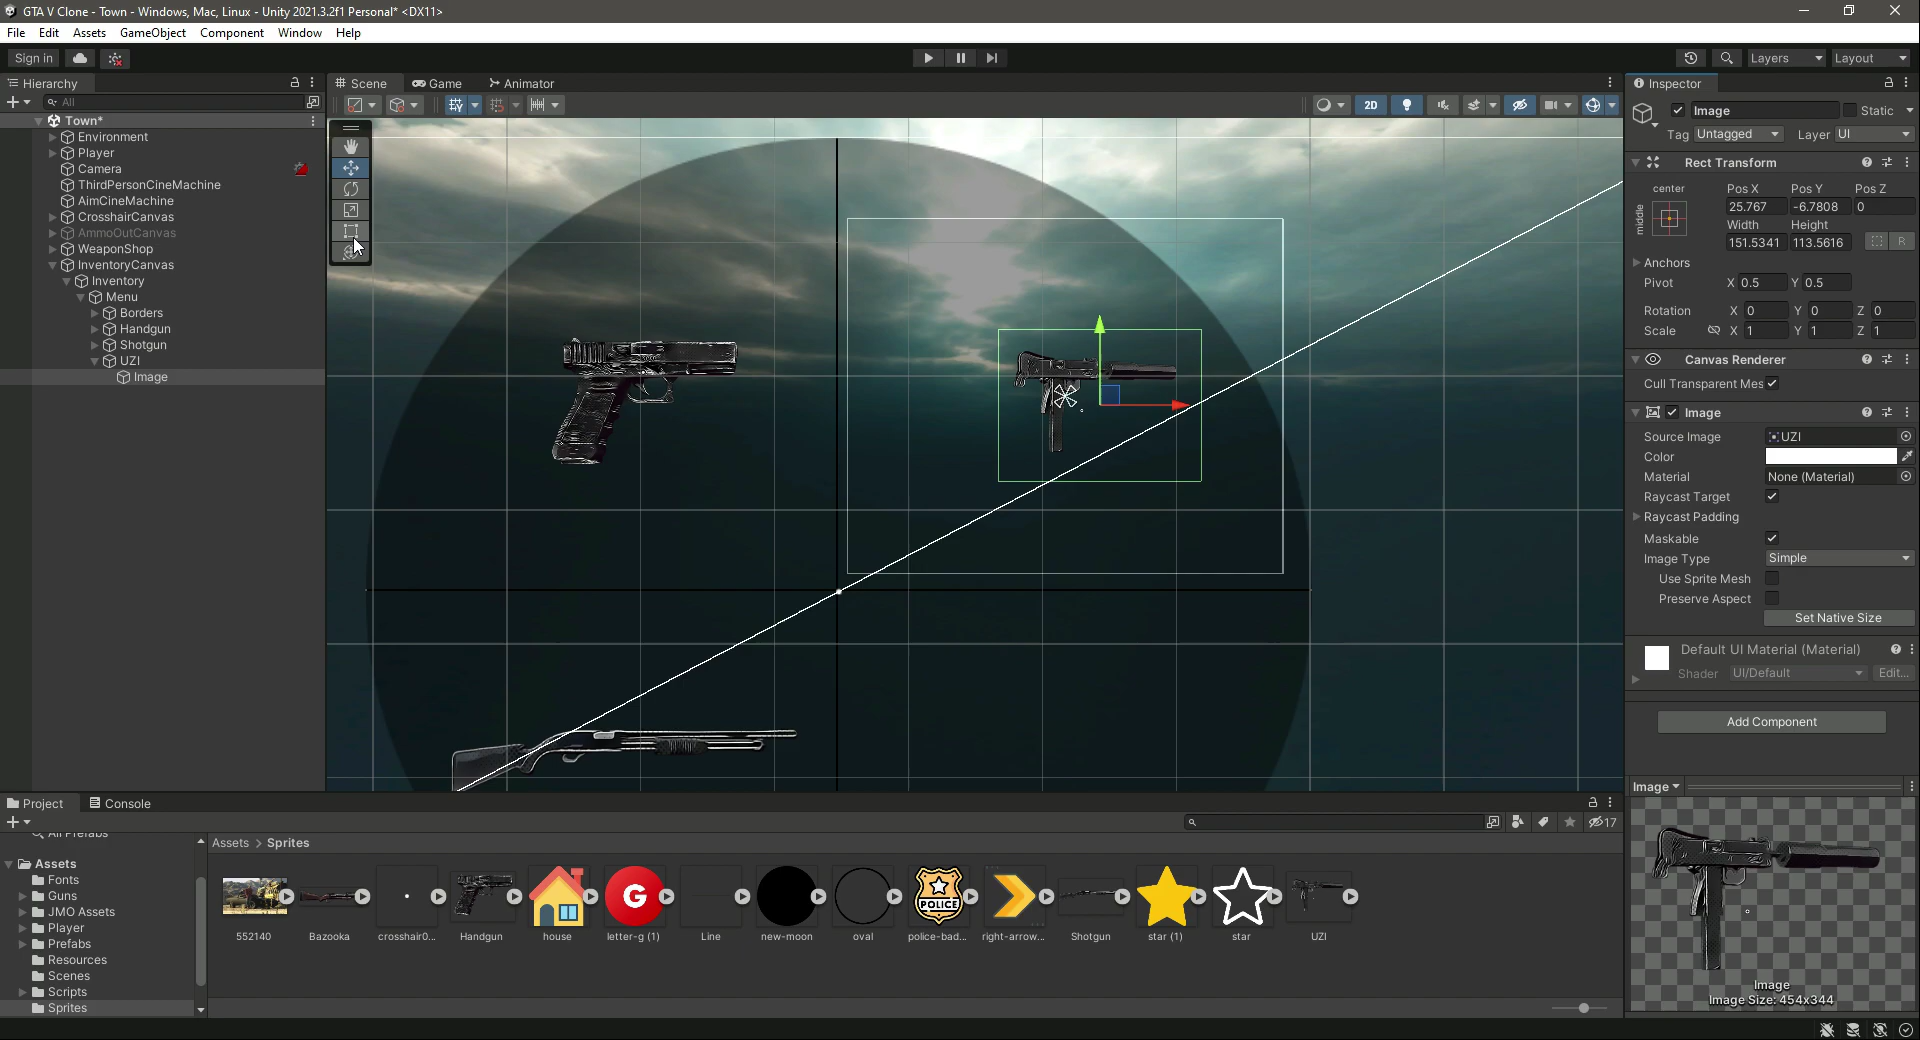 GTA V Clone - Town - Windows, Mac, Linux - Unity 2021.3.2f1 Personal* <DX11>
File Edit Assets GameObject Component Window Help
Sign in
Layers Layout
Hierarchy
Scene Game Animator
Inspector
All
2D
Image Static
Tag Untagged Layer UI
Town*
Environment
Player
Camera
ThirdPersonCineMachine
AimCineMachine
CrosshairCanvas
AmmoOutCanvas
WeaponShop
InventoryCanvas
Inventory
Menu
Borders
Handgun
Shotgun
UZI
Image
Rect Transform
center
middle
Pos X Pos Y Pos Z
25.767 -6.7808 0
Width Height
151.5341 113.5616 R
Anchors
Pivot X 0.5 Y 0.5
Rotation X 0 Y 0 Z 0
Scale X 1 Y 1 Z 1
Canvas Renderer
Cull Transparent Mes
Image
Source Image UZI
Color
Material None (Material)
Raycast Target
Raycast Padding
Maskable
Image Type Simple
Use Sprite Mesh
Preserve Aspect
Set Native Size
Default UI Material (Material)
Shader UI/Default Edit...
Add Component
Image
Image
Image Size: 454x344
Project Console
17
All Prefabs
Assets
Fonts
Guns
JMO Assets
Player
Prefabs
Resources
Scenes
Scripts
Sprites
Assets > Sprites
G
POLICE
552140 Bazooka crosshair0... Handgun house letter-g (1) Line new-moon oval police-bad... right-arrow... Shotgun star (1) star UZI